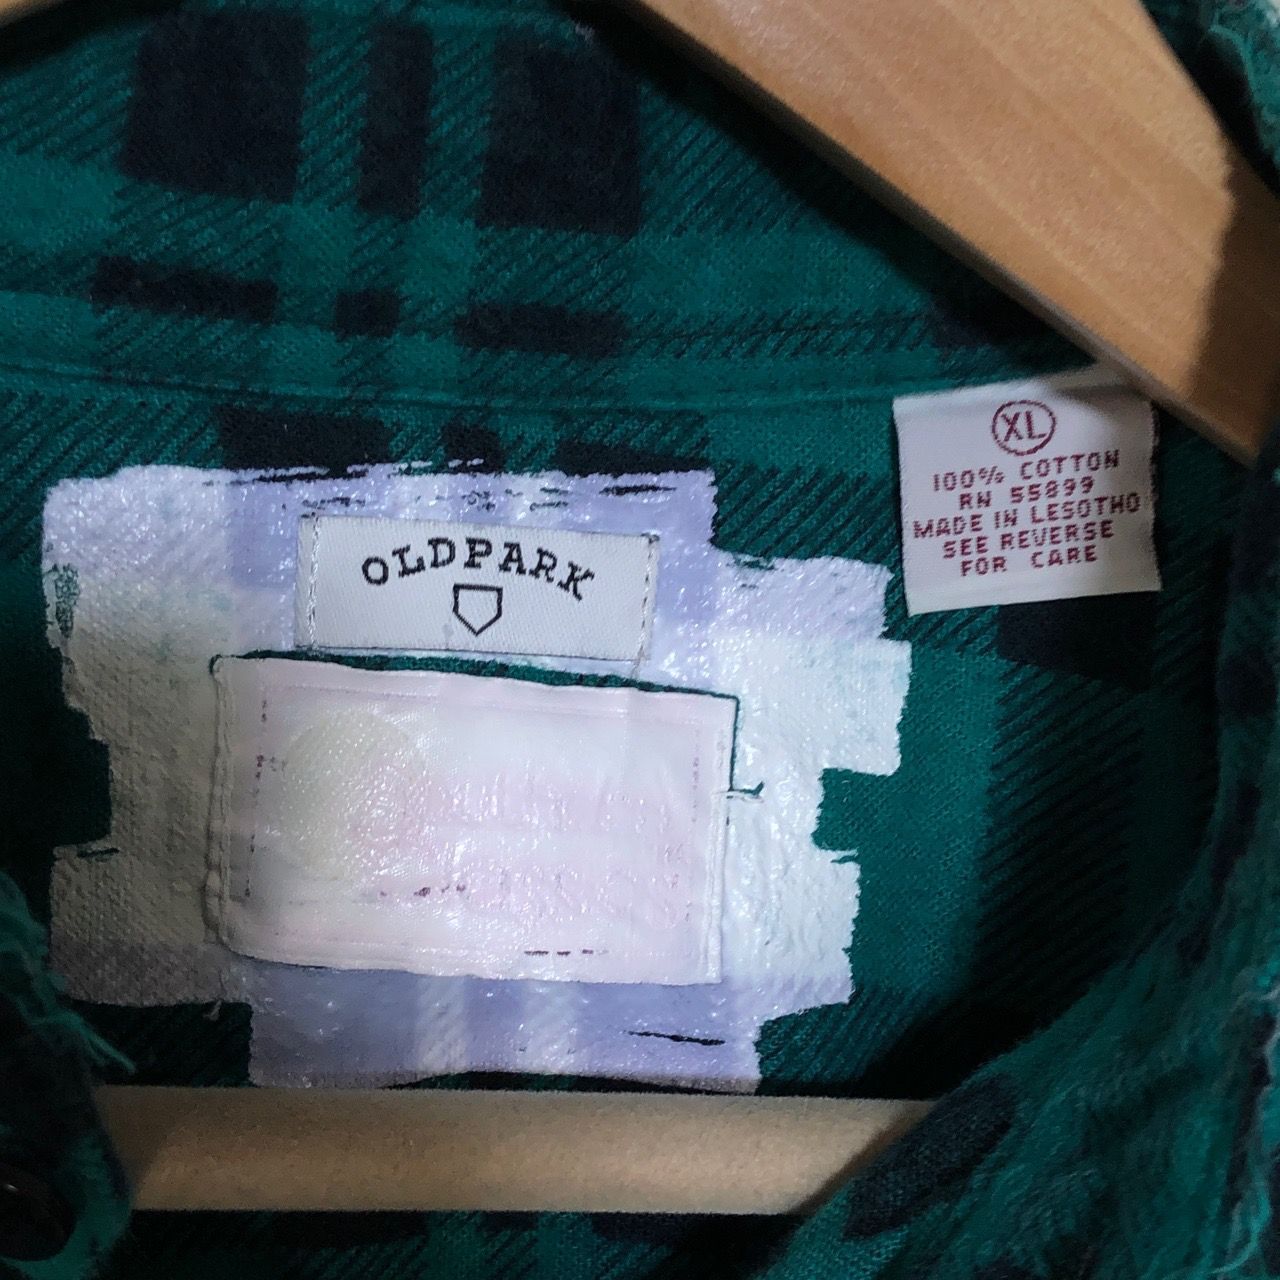 OLDPARK
XL
100% COTTON
RN 55899
MADE IN LESOTHO
SEE REVERSE
FOR CARE